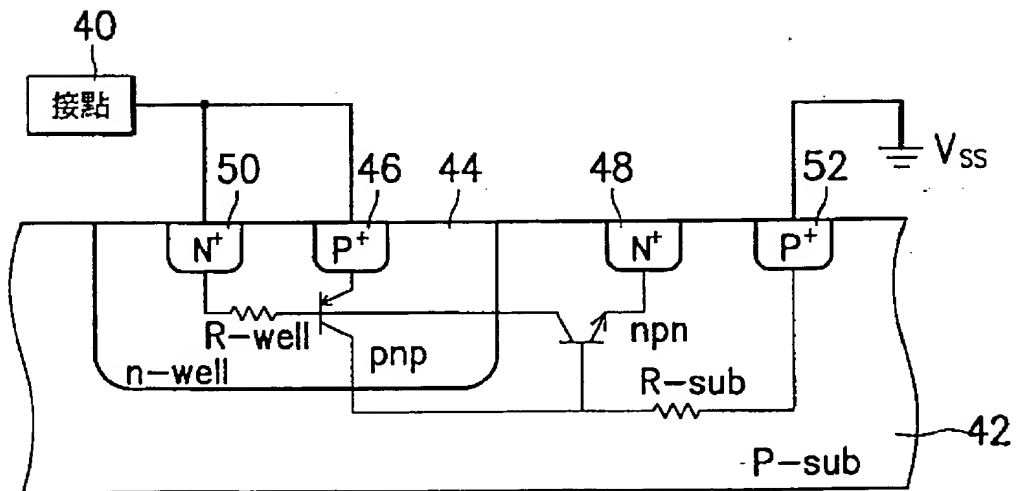 40
接點
50
46
44
48
52
V_SS
N⁺
P⁺
N⁺
P⁺
R-well
pnp
npn
n-well
R-sub
42
P-sub